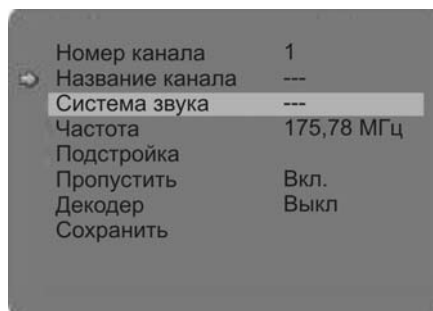 Номер канала 1
Название канала ---
Система звука ---
Частота 175,78 МГц
Подстройка
Пропустить Вкл.
Декодер Выкл
Сохранить